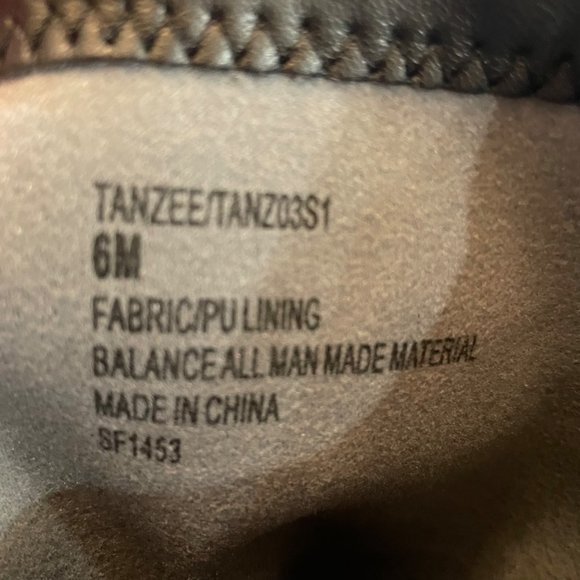 TANZEE/TANZ03S1
6M
FABRIC/PU LINING
BALANCE ALL MAN MADE MATERIAL
MADE IN CHINA
SF1453